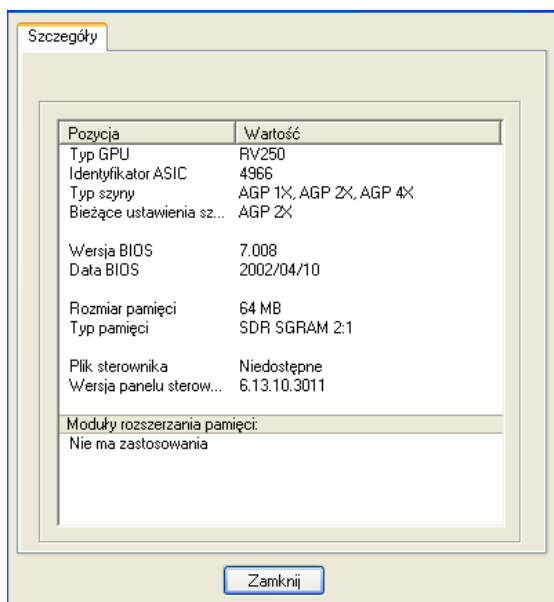 Szczegóły
Pozycja Wartość
Typ GPU RV250
Identyfikator ASIC 4966
Typ szyny AGP 1X, AGP 2X, AGP 4X
Bieżące ustawienia sz... AGP 2X
Wersja BIOS 7.008
Data BIOS 2002/04/10
Rozmiar pamięci 64 MB
Typ pamięci SDR SGRAM 2:1
Plik sterownika Niedostępne
Wersja panelu sterow... 6.13.10.3011
Moduły rozszerzania pamięci:
Nie ma zastosowania
Zamknij